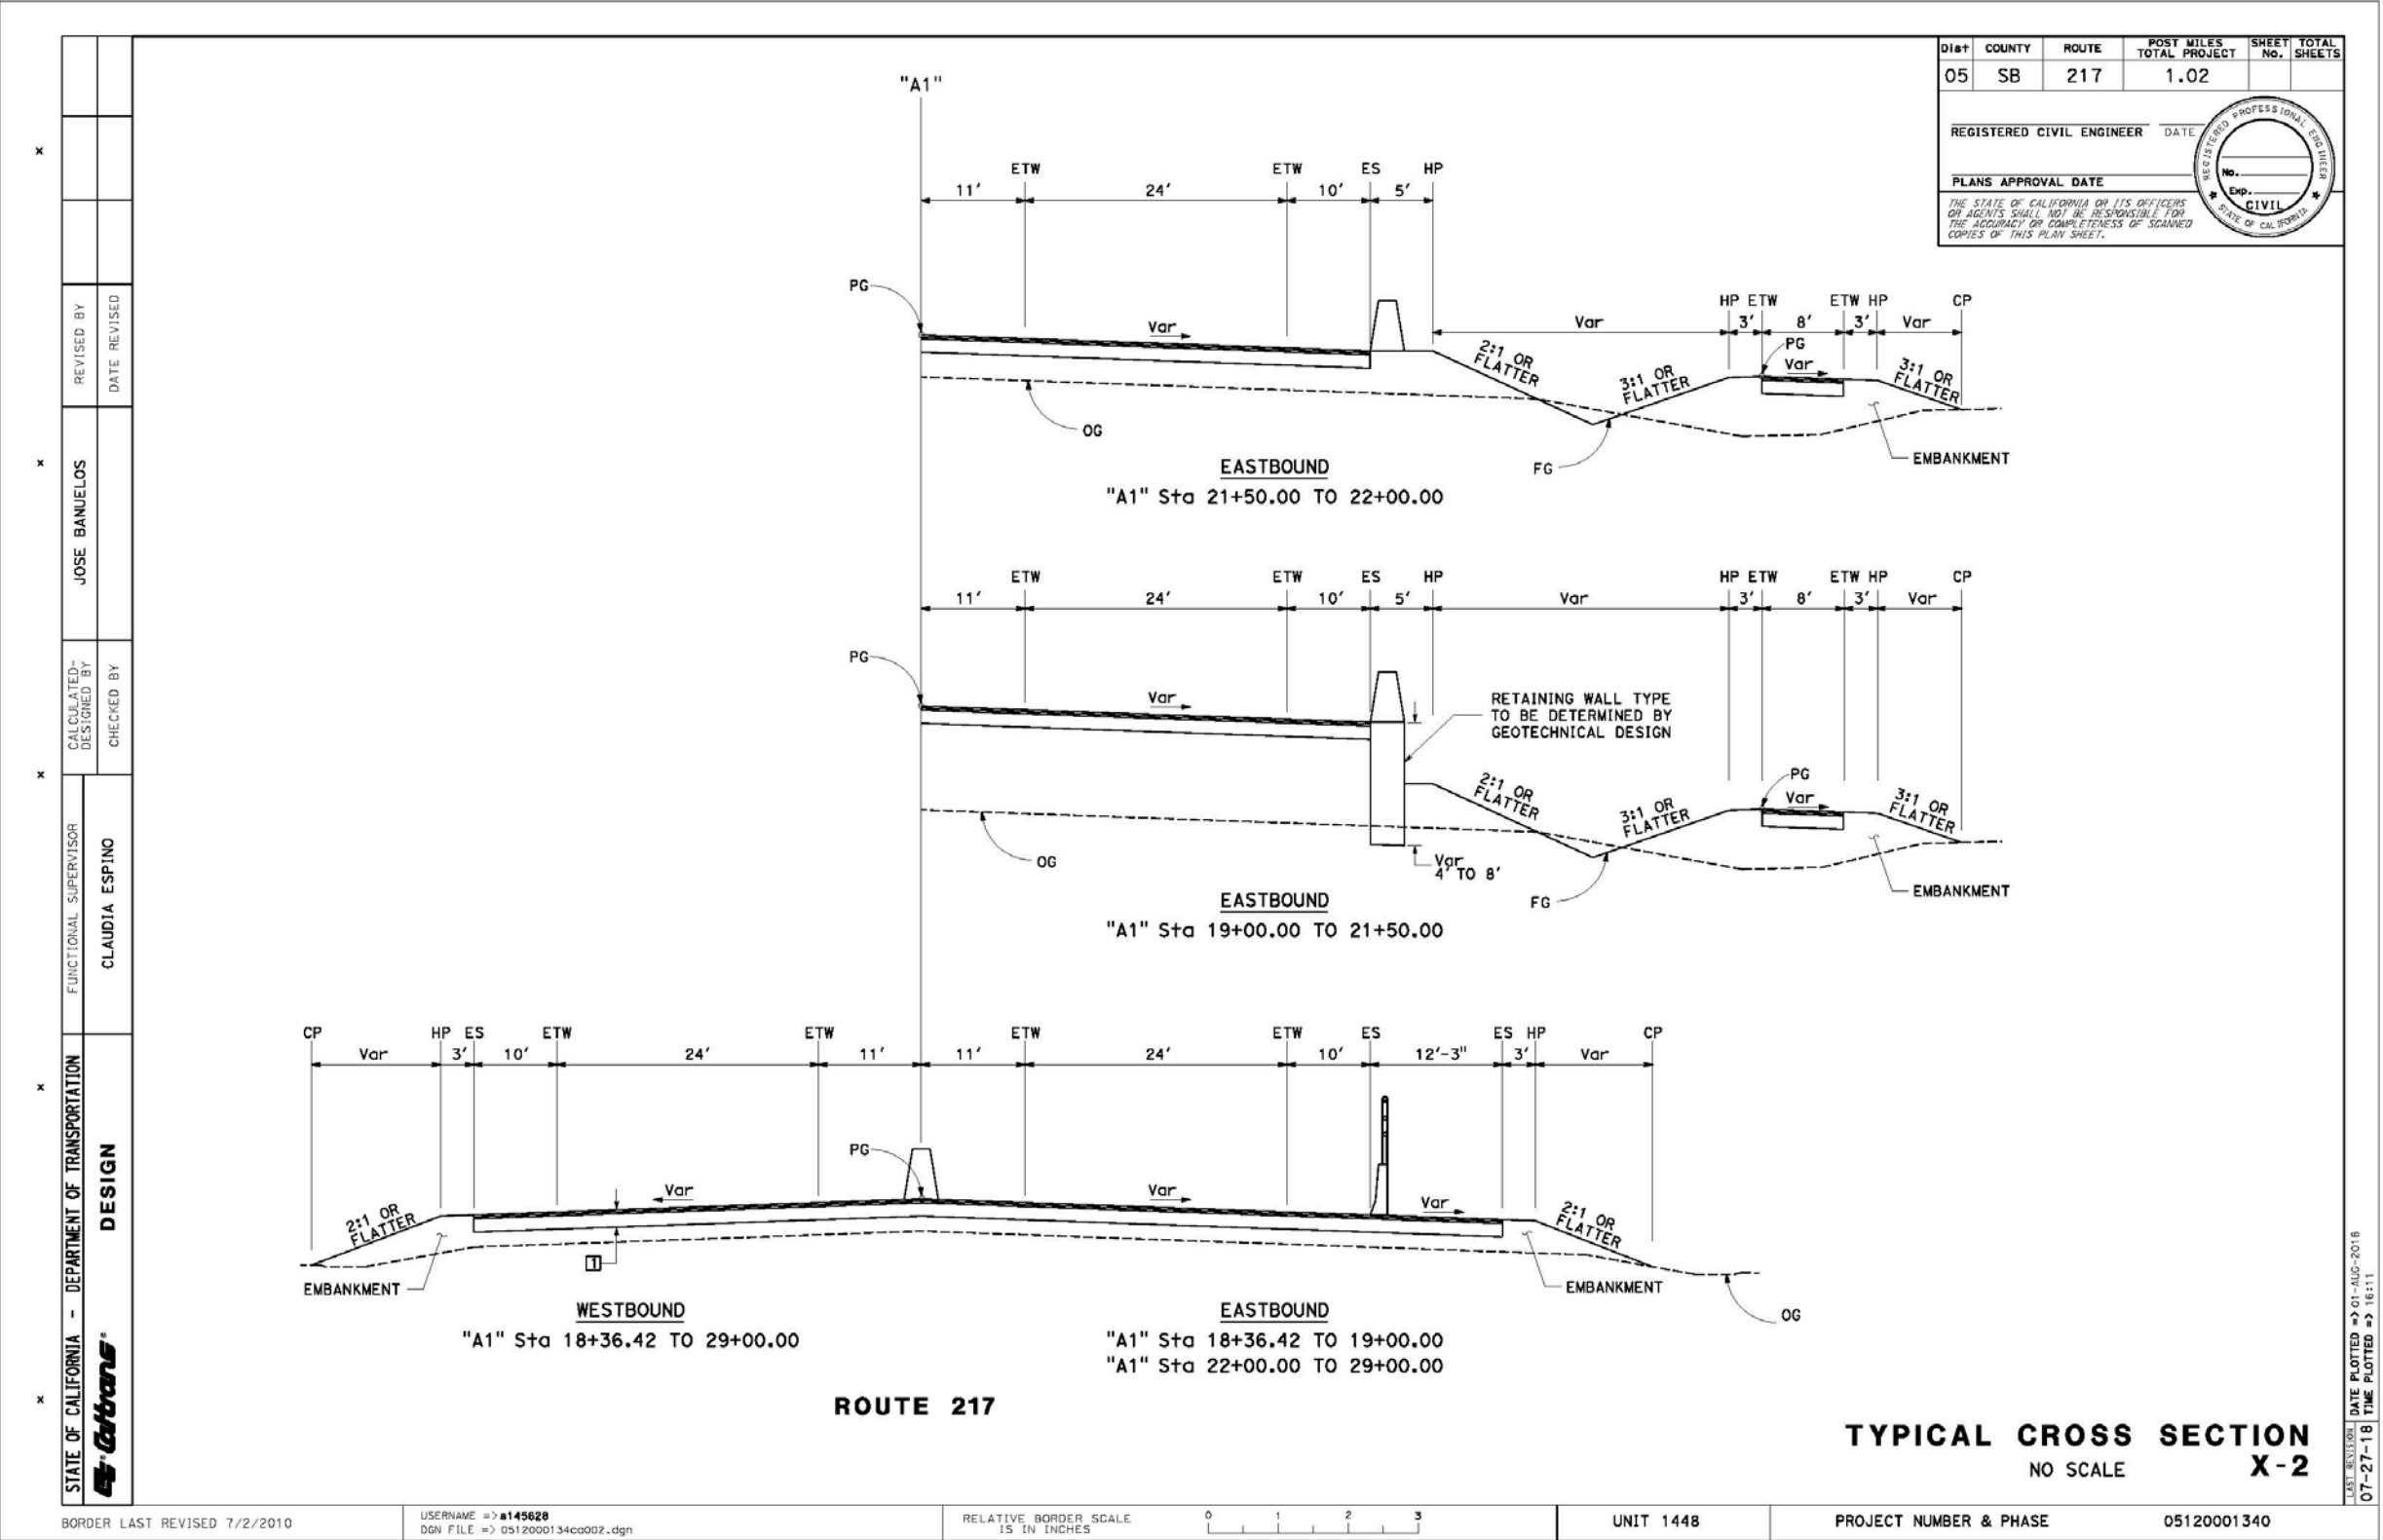 Dist COUNTY ROUTE POST MILES TOTAL PROJECT SHEET No. TOTAL SHEETS
05 SB 217 1.02
REGISTERED CIVIL ENGINEER DATE
PLANS APPROVAL DATE
THE STATE OF CALIFORNIA OR ITS OFFICERS
OR AGENTS SHALL NOT BE RESPONSIBLE FOR
THE ACCURACY OR COMPLETENESS OF SCANNED
COPIES OF THIS PLAN SHEET.
REGISTERED PROFESSIONAL ENGINEER
No.
Exp.
CIVIL
STATE OF CALIFORNIA
"A1"
ETW ETW ES HP
11' 24' 10' 5'
HP ETW ETW HP CP
Var 3' 8' 3' Var
PG
Var
2:1 OR
FLATTER
3:1 OR
FLATTER
PG
Var
3:1 OR
FLATTER
OG
FG
EMBANKMENT
EASTBOUND
"A1" Sta 21+50.00 TO 22+00.00
ETW ETW ES HP HP ETW ETW HP CP
11' 24' 10' 5' Var 3' 8' 3' Var
PG
Var
RETAINING WALL TYPE
TO BE DETERMINED BY
GEOTECHNICAL DESIGN
2:1 OR
FLATTER
3:1 OR
FLATTER
PG
Var
3:1 OR
FLATTER
OG
Var
4' TO 8'
FG
EMBANKMENT
EASTBOUND
"A1" Sta 19+00.00 TO 21+50.00
CP HP ES ETW ETW ETW ETW ES ES HP CP
Var 3' 10' 24' 11' 11' 24' 10' 12'-3" 3' Var
PG
Var
Var
Var
2:1 OR
FLATTER
2:1 OR
FLATTER
1
EMBANKMENT
EMBANKMENT
OG
WESTBOUND
"A1" Sta 18+36.42 TO 29+00.00
EASTBOUND
"A1" Sta 18+36.42 TO 19+00.00
"A1" Sta 22+00.00 TO 29+00.00
ROUTE 217
TYPICAL CROSS SECTION
NO SCALE
X-2
REVISED BY
DATE REVISED
JOSE BANUELOS
CALCULATED-
DESIGNED BY
CHECKED BY
FUNCTIONAL SUPERVISOR
CLAUDIA ESPINO
STATE OF CALIFORNIA - DEPARTMENT OF TRANSPORTATION
DESIGN
Caltrans
x
x
x
x
x
LAST REVISION
07-27-18
DATE PLOTTED => 01-AUG-2018
TIME PLOTTED => 16:11
BORDER LAST REVISED 7/2/2010
USERNAME => a145628
DGN FILE => 0512000134ca002.dgn
RELATIVE BORDER SCALE
IS IN INCHES
0 1 2 3
UNIT 1448
PROJECT NUMBER & PHASE
05120001340